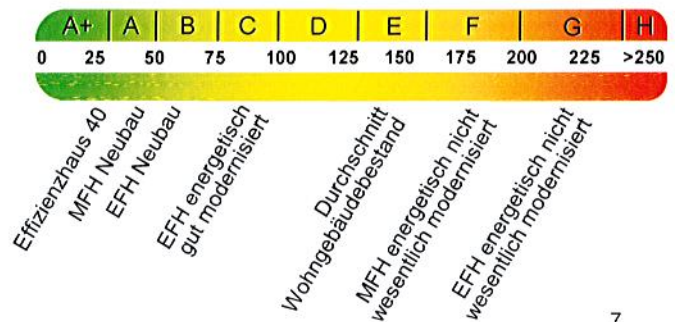 A+ A B C D E F G H
0 25 50 75 100 125 150 175 200 225 >250
Effizienzhaus 40
MFH Neubau
EFH Neubau
EFH energetisch
gut modernisiert
Durchschnitt
Wohngebäudebestand
MFH energetisch nicht
wesentlich modernisiert
EFH energetisch nicht
wesentlich modernisiert
7